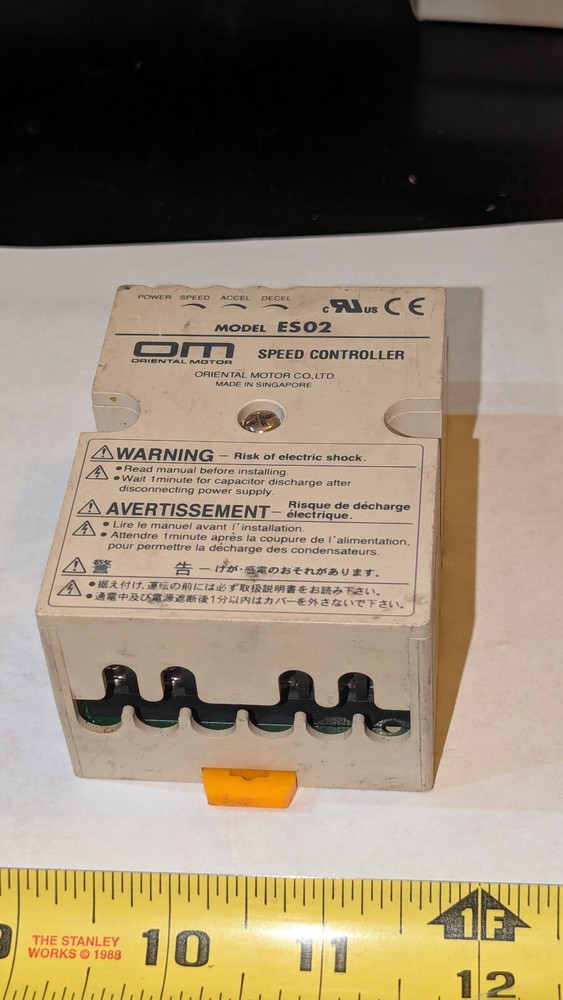 POWER SPEED ACCEL DECEL
c RU US CE
MODEL ES02
OM SPEED CONTROLLER
ORIENTAL MOTOR
ORIENTAL MOTOR CO.,LTD.
MADE IN SINGAPORE
WARNING – Risk of electric shock.
• Read manual before installing.
• Wait 1minute for capacitor discharge after
disconnecting power supply.
AVERTISSEMENT – Risque de décharge
électrique.
• Lire le manuel avant l'installation.
• Attendre 1minute après la coupure de l'alimentation,
pour permettre la décharge des condensateurs.
警 告 – けが・感電のおそれがあります。
•据え付け、運転の前には必ず取扱説明書をお読み下さい。
• 通電中及び電源遮断後1分以内はカバーを外さないで下さい。
THE STANLEY
WORKS © 1988
9 10 11 1F
12